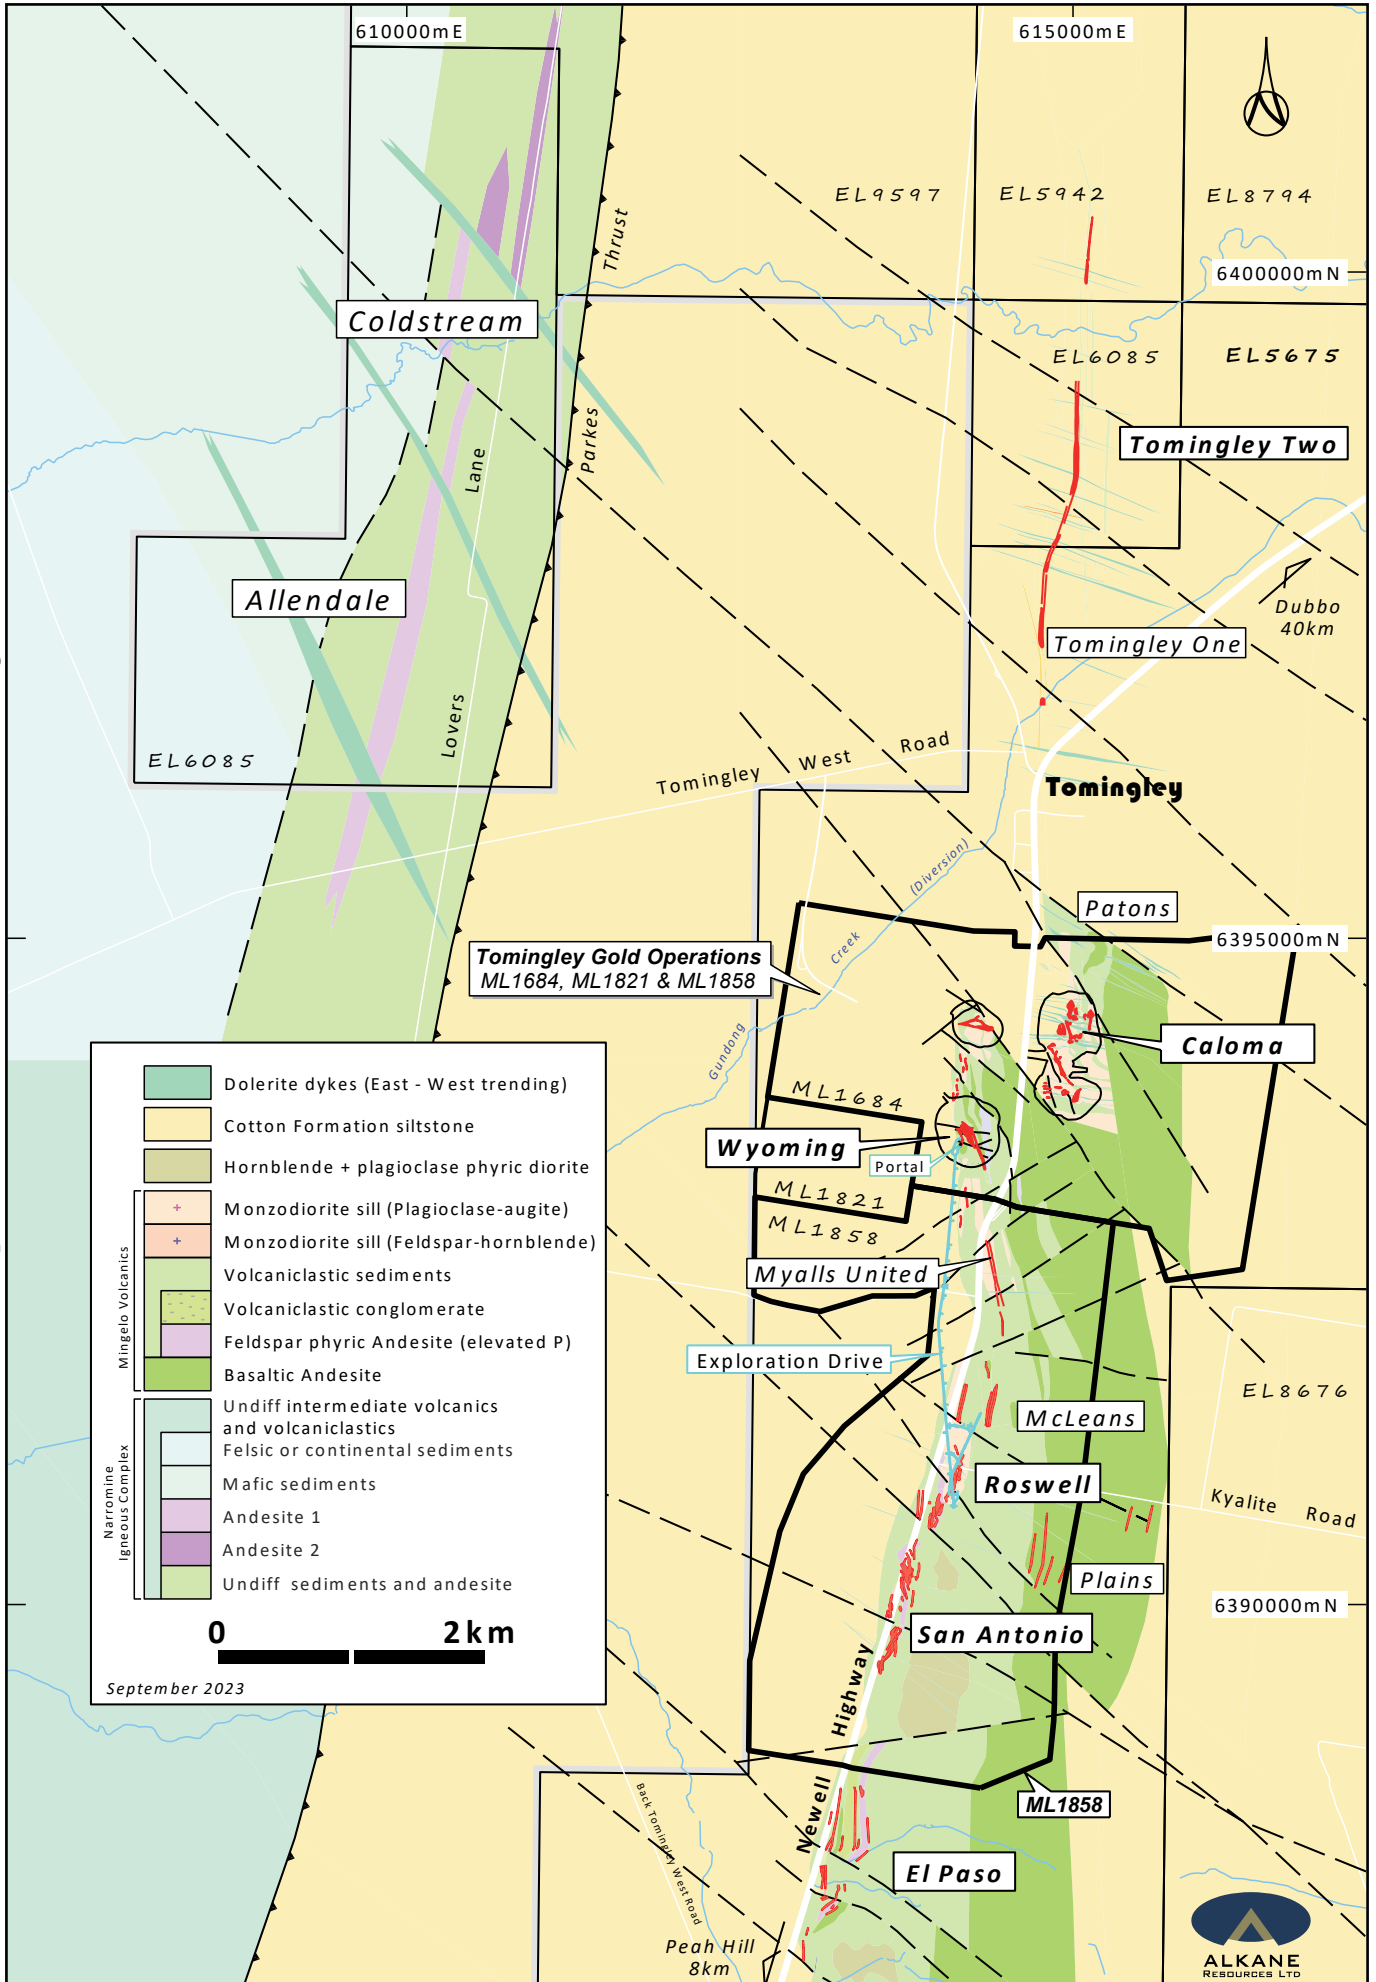 610000mE
615000mE
EL9597
EL5942
EL8794
Thrust
6400000mN
Coldstream
EL6085
EL5675
Parkes
Tomingley Two
Lane
Allendale
Dubbo
40km
Tomingley One
Lovers
EL6085
Tomingley West Road
Tomingley
(Diversion)
Patons
Creek
6395000mN
Tomingley Gold Operations
ML1684, ML1821 & ML1858
Gundong
Caloma
ML1684
Wyoming
Portal
ML1821
ML1858
Myalls United
Exploration Drive
EL8676
McLeans
Roswell
Kyalite Road
Plains
6390000mN
San Antonio
Highway
Newell
ML1858
Back Tomingley West Road
El Paso
Peah Hill
8km
Dolerite dykes (East - West trending)
Cotton Formation siltstone
Hornblende + plagioclase phyric diorite
Mingelo Volcanics
Monzodiorite sill (Plagioclase-augite)
Monzodiorite sill (Feldspar-hornblende)
Volcaniclastic sediments
Volcaniclastic conglomerate
Feldspar phyric Andesite (elevated P)
Basaltic Andesite
Narromine
Igneous Complex
Undiff intermediate volcanics
and volcaniclastics
Felsic or continental sediments
Mafic sediments
Andesite 1
Andesite 2
Undiff sediments and andesite
0 2km
September 2023
ALKANE
RESOURCES LTD